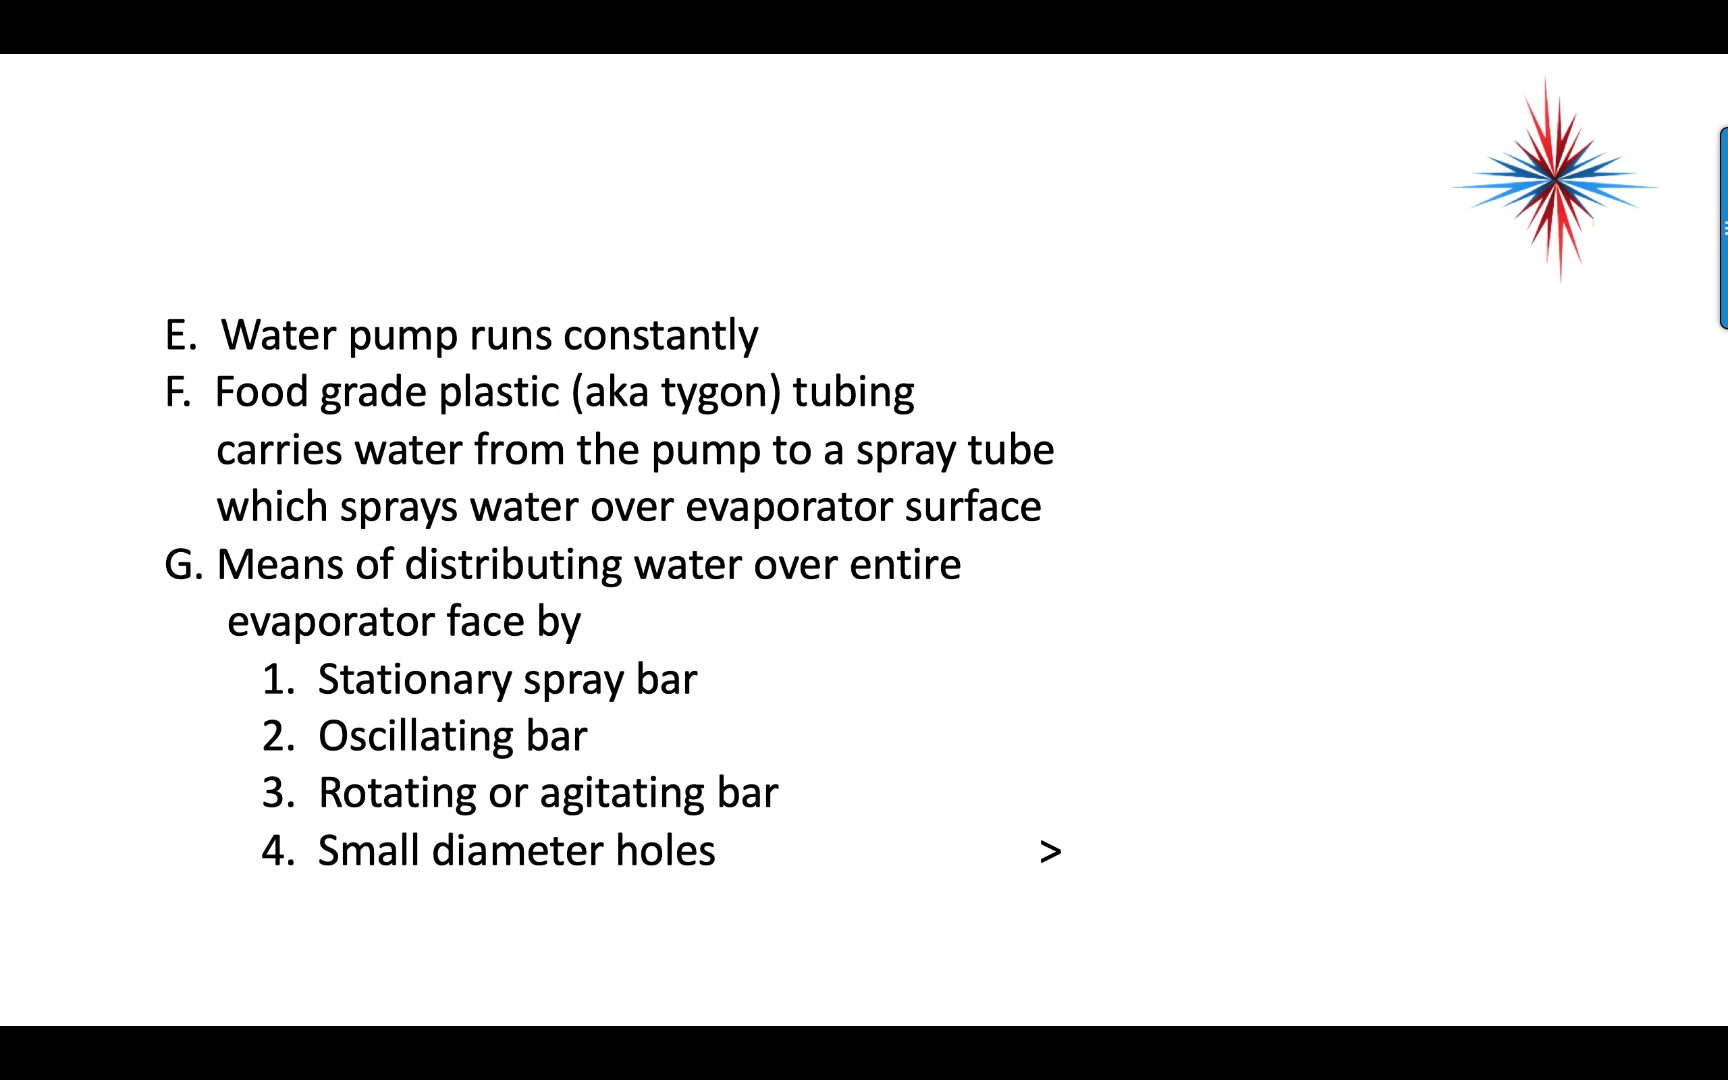 E. Water pump runs constantly
F. Food grade plastic (aka tygon) tubing
carries water from the pump to a spray tube
which sprays water over evaporator surface
G. Means of distributing water over entire
evaporator face by
1. Stationary spray bar
2. Oscillating bar
3. Rotating or agitating bar
4. Small diameter holes >